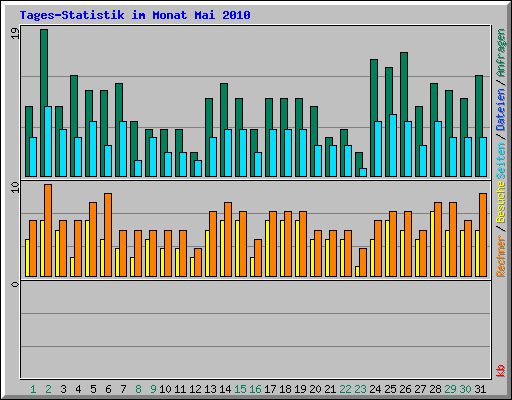 Tages-Statistik im Monat Mai 2010
19
10
0
Seiten / Dateien / Anfragen
Rechner / Besuche
kb
1 2 3 4 5 6 7 8 9 10 11 12 13 14 15 16 17 18 19 20 21 22 23 24 25 26 27 28 29 30 31